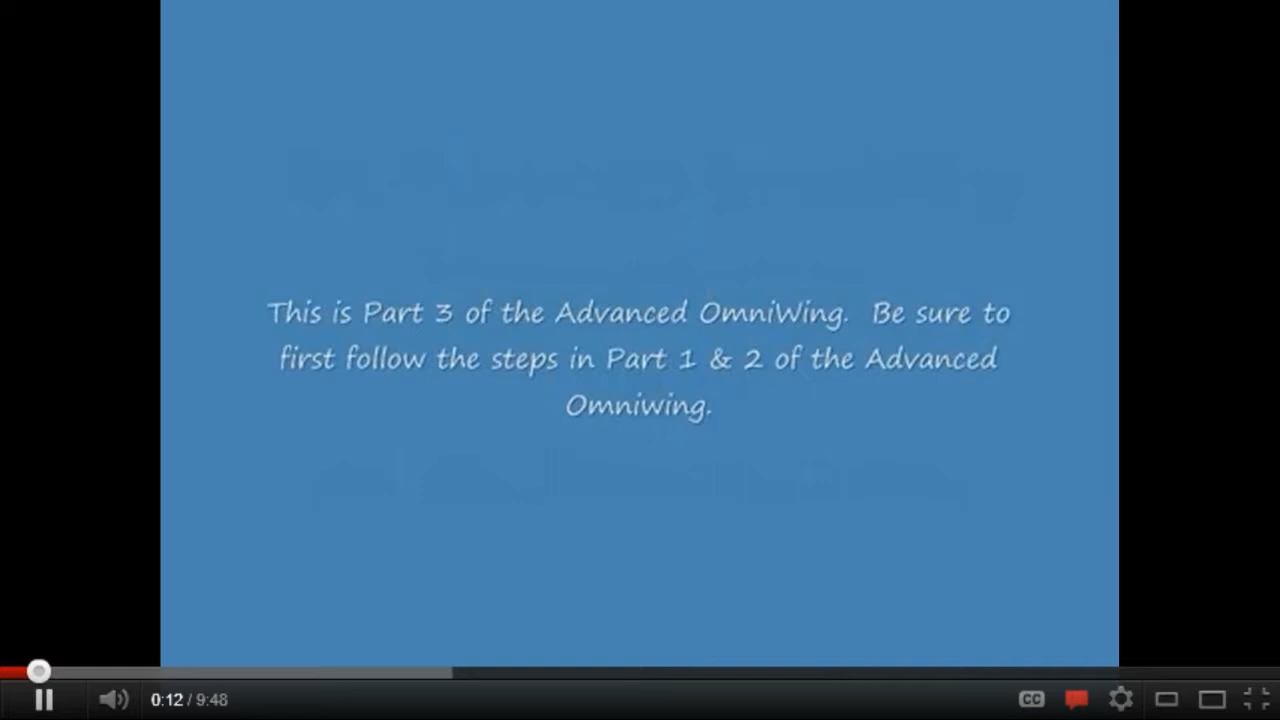 This is Part 3 of the Advanced OmniWing. Be sure to
first follow the steps in Part 1 & 2 of the Advanced
Omniwing.
0:12 / 9:48
CC